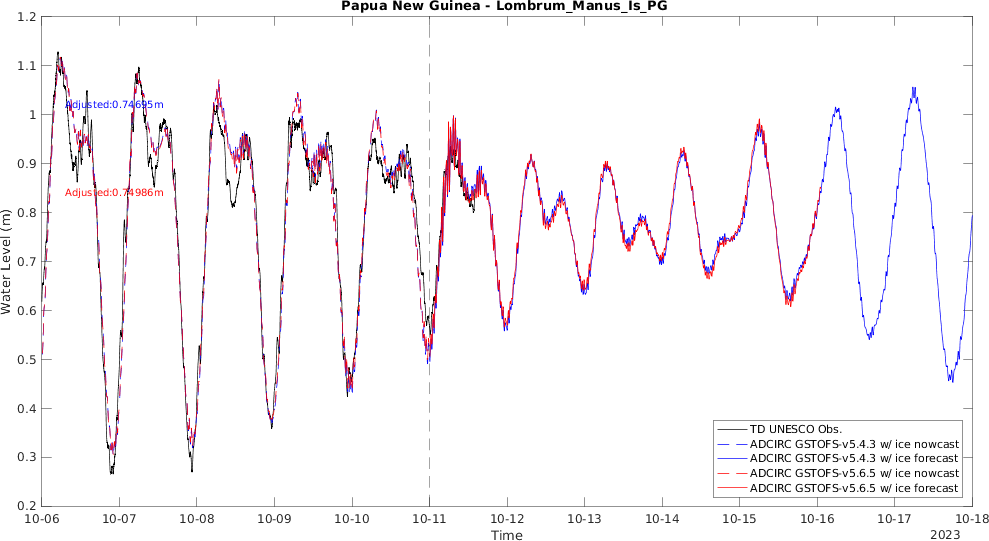 Papua New Guinea - Lombrum_Manus_Is_PG
1.2
1.1
1
0.9
0.8
0.7
0.6
0.5
0.4
0.3
0.2
Water Level (m)
Adjusted:0.74695m
Adjusted:0.74986m
TD UNESCO Obs.
ADCIRC GSTOFS-v5.4.3 w/ ice nowcast
ADCIRC GSTOFS-v5.4.3 w/ ice forecast
ADCIRC GSTOFS-v5.6.5 w/ ice nowcast
ADCIRC GSTOFS-v5.6.5 w/ ice forecast
10-06 10-07 10-08 10-09 10-10 10-11 10-12 10-13 10-14 10-15 10-16 10-17 10-18
Time
2023